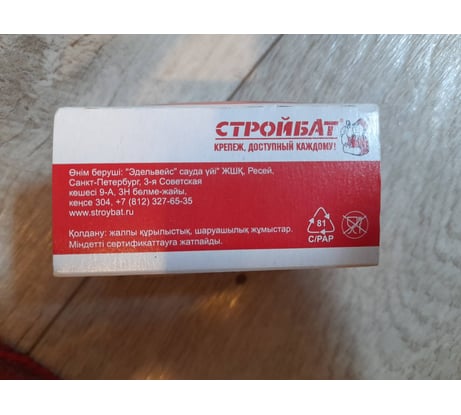 СТРОЙБАТ®
КРЕПЕЖ, ДОСТУПНЫЙ КАЖДОМУ!
Өнім беруші: "Эдельвейс" сауда үйі" ЖШҚ, Ресей,
Санкт-Петербург, 3-я Советская
көшесі 9-А, 3Н бөлме-жайы,
кеңсе 304. +7 (812) 327-65-35
www.stroybat.ru
Қолдану: жалпы құрылыстық, шаруашылық жұмыстар.
Міндетті сертификаттауға жатпайды.
81
C/PAP